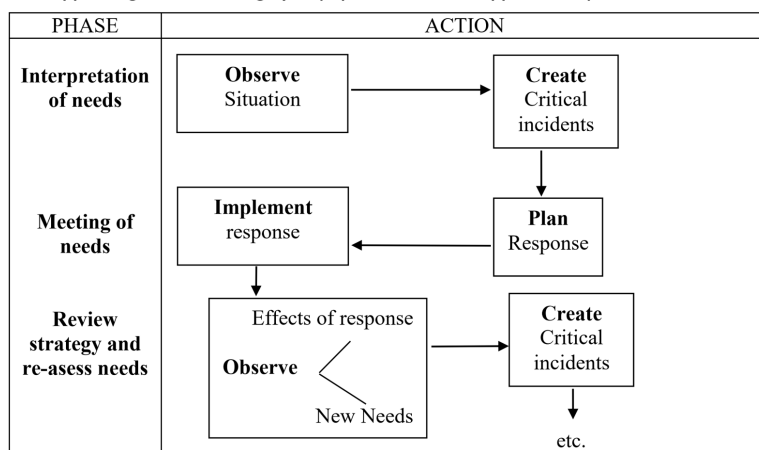 PHASE
ACTION
Interpretation
of needs
Observe
Situation
Create
Critical
incidents
Meeting of
needs
Implement
response
Plan
Response
Review
strategy and
re-asess needs
Effects of response
Observe
New Needs
Create
Critical
incidents
etc.